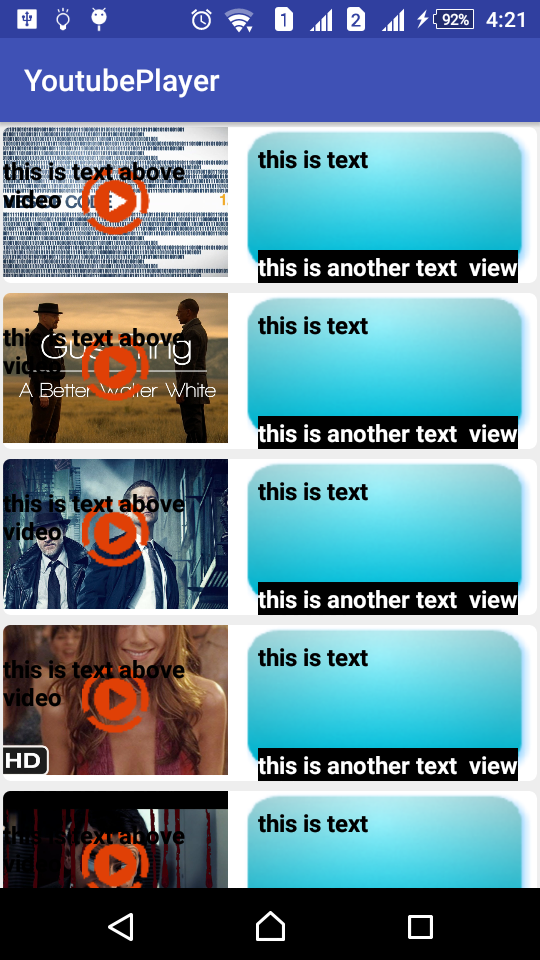 1 2 92% 4:21
YoutubePlayer
this is text above
video
CODE
1
this is text
this is another text view
this is text above
video
A Better Walter White
this is text
this is another text view
this is text above
video
this is text
this is another text view
this is text above
video
HD
this is text
this is another text view
this is text above
this is text